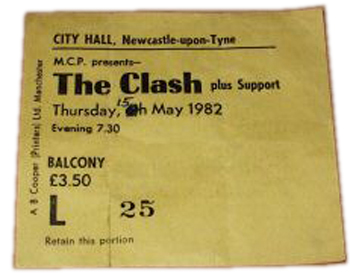 CITY HALL, Newcastle-upon-Tyne
M.C.P. presents—
The Clash plus Support
Thursday, 15th May 1982
Evening 7.30
BALCONY
£3.50
L 25
Retain this portion
A B Cooper (Printers) Ltd. Manchester